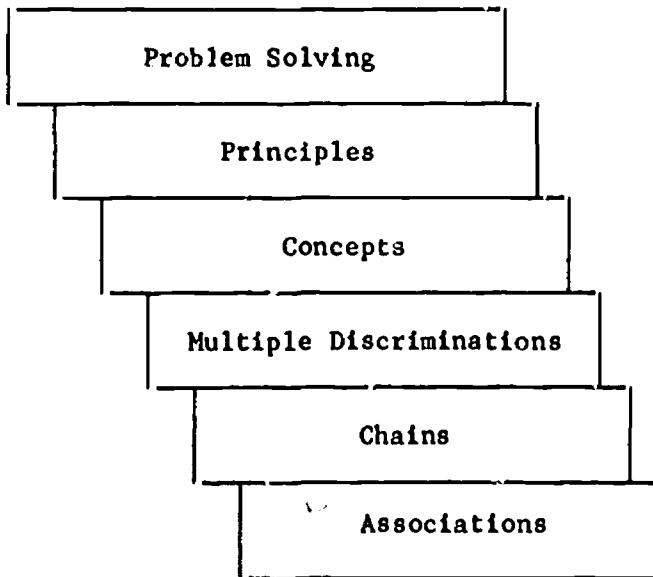 Problem Solving
Principles
Concepts
Multiple Discriminations
Chains
Associations